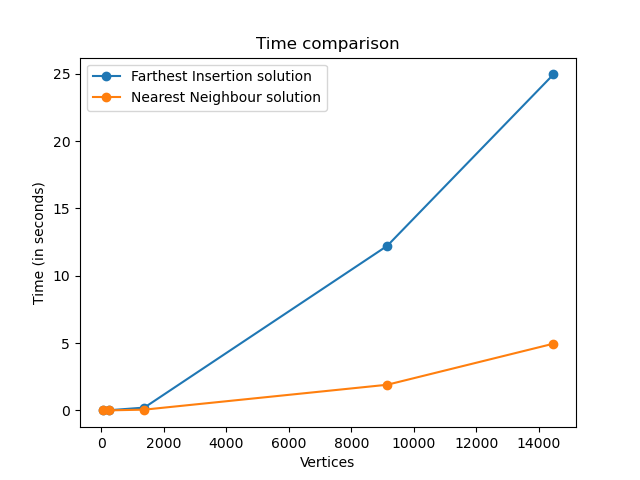 Time comparison
Farthest Insertion solution
Nearest Neighbour solution
Time (in seconds)
25
20
15
10
5
0
0 2000 4000 6000 8000 10000 12000 14000
Vertices